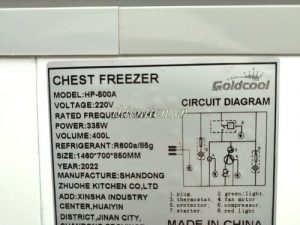 Goldcool
CHEST FREEZER
MODEL:HP-500A
VOLTAGE:220V
RATED FREQUENCY
POWER:335W
VOLUME:400L
REFRIGERANT:R600a/85g
SIZE:1460*700*850MM
YEAR:2022
MANUFACTURE:SHANDONG
ZHUOHE KITCHEN CO.,LTD
ADD:XINSHA INDUSTRY
CENTER,HUAIYIN
DISTRICT,JINAN CITY,
SHANDONG PROVINCE
CIRCUIT DIAGRAM
1 plug, 2 green light,
3 thermostat, 4 fan motor
5 protector, 6 compressor,
7 starter, 8 red light
MADE IN CHINA